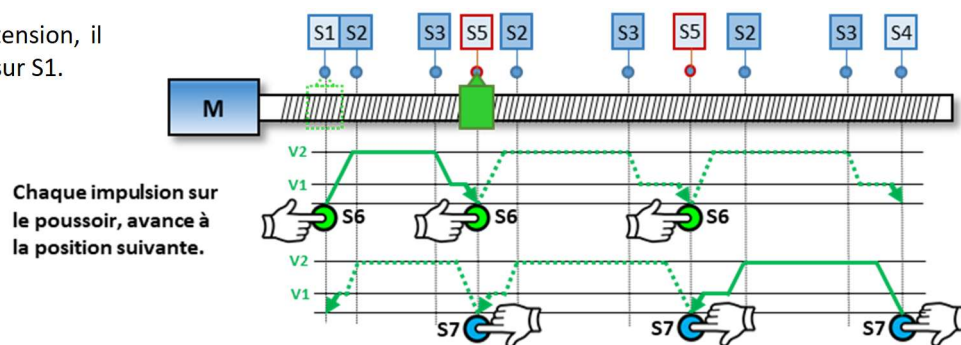 tension, il
sur S1.
S1 S2 S3 S5 S2 S3 S5 S2 S3 S4
M
V2
V1
Chaque impulsion sur
le poussoir, avance à
la position suivante.
S6 S6 S6
V2
V1
S7 S7 S7